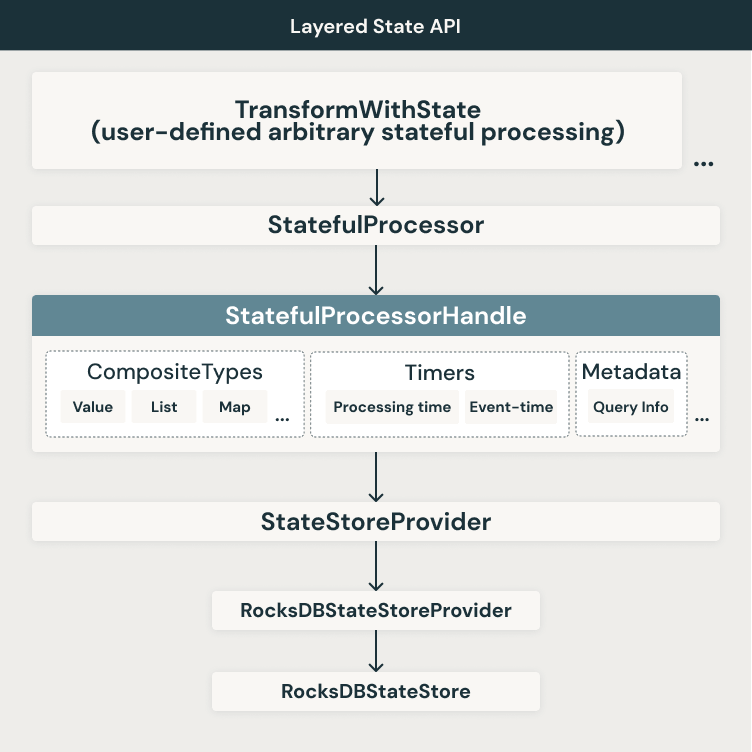 Layered State API
TransformWithState
(user-defined arbitrary stateful processing)
...
StatefulProcessor
StatefulProcessorHandle
CompositeTypes
Value List Map ...
Timers
Processing time Event-time
Metadata
Query Info
...
StateStoreProvider
RocksDBStateStoreProvider
RocksDBStateStore